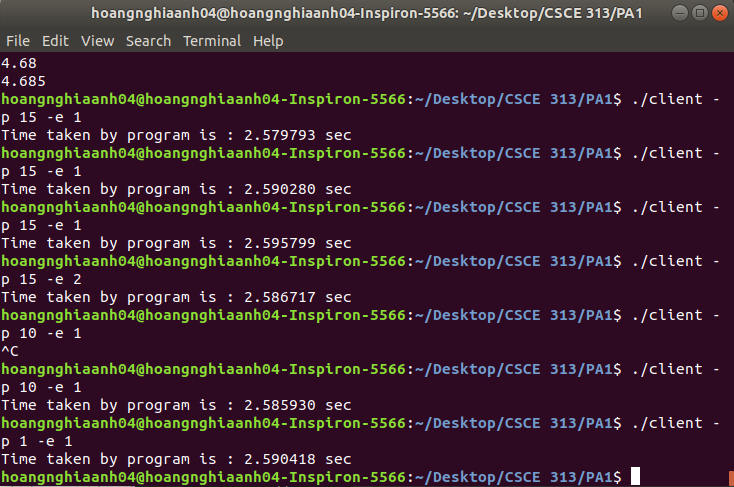 hoangnghiaanh04@hoangnghiaanh04-Inspiron-5566: ~/Desktop/CSCE 313/PA1
File Edit View Search Terminal Help
4.68
4.685
hoangnghiaanh04@hoangnghiaanh04-Inspiron-5566:~/Desktop/CSCE 313/PA1$ ./client -
p 15 -e 1
Time taken by program is : 2.579793 sec
hoangnghiaanh04@hoangnghiaanh04-Inspiron-5566:~/Desktop/CSCE 313/PA1$ ./client -
p 15 -e 1
Time taken by program is : 2.590280 sec
hoangnghiaanh04@hoangnghiaanh04-Inspiron-5566:~/Desktop/CSCE 313/PA1$ ./client -
p 15 -e 1
Time taken by program is : 2.595799 sec
hoangnghiaanh04@hoangnghiaanh04-Inspiron-5566:~/Desktop/CSCE 313/PA1$ ./client -
p 15 -e 2
Time taken by program is : 2.586717 sec
hoangnghiaanh04@hoangnghiaanh04-Inspiron-5566:~/Desktop/CSCE 313/PA1$ ./client -
p 10 -e 1
^C
hoangnghiaanh04@hoangnghiaanh04-Inspiron-5566:~/Desktop/CSCE 313/PA1$ ./client -
p 10 -e 1
Time taken by program is : 2.585930 sec
hoangnghiaanh04@hoangnghiaanh04-Inspiron-5566:~/Desktop/CSCE 313/PA1$ ./client -
p 1 -e 1
Time taken by program is : 2.590418 sec
hoangnghiaanh04@hoangnghiaanh04-Inspiron-5566:~/Desktop/CSCE 313/PA1$